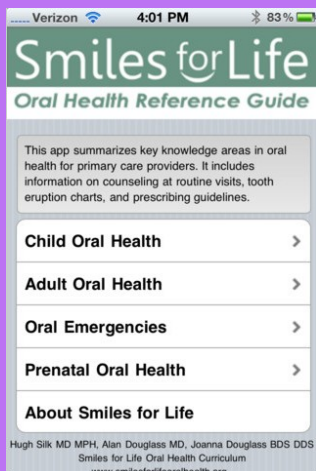 Verizon 4:01 PM 83%
Smiles for Life
Oral Health Reference Guide
This app summarizes key knowledge areas in oral
health for primary care providers. It includes
information on counseling at routine visits, tooth
eruption charts, and prescribing guidelines.
Child Oral Health
Adult Oral Health
Oral Emergencies
Prenatal Oral Health
About Smiles for Life
Hugh Silk MD MPH, Alan Douglass MD, Joanna Douglass BDS DDS
Smiles for Life Oral Health Curriculum
www.smilesforlifeoralhealth.org